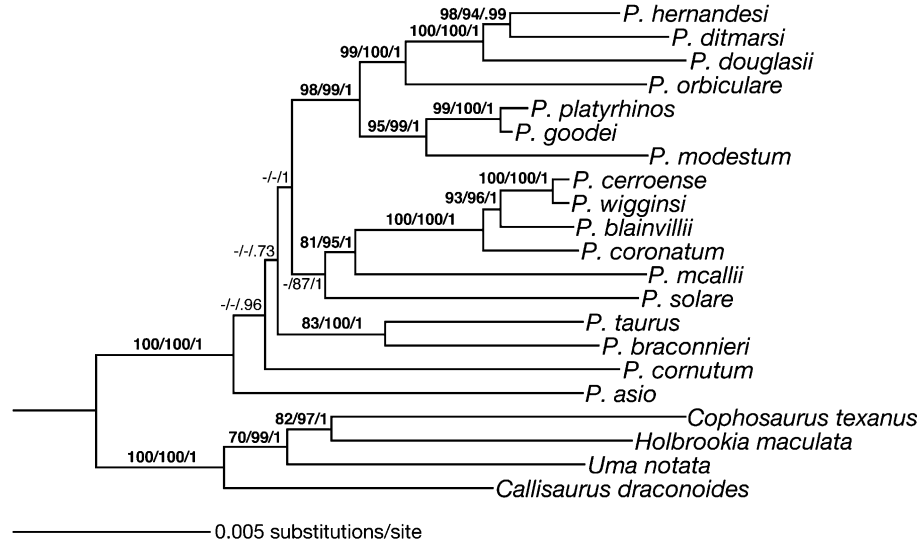 98/94/.99
P. hernandesi
100/100/1
P. ditmarsi
99/100/1
P. douglasii
98/99/1
P. orbiculare
99/100/1
P. platyrhinos
95/99/1
P. goodei
P. modestum
-/-/1
100/100/1
P. cerroense
93/96/1
P. wigginsi
100/100/1
P. blainvillii
81/95/1
P. coronatum
-/-/.73
P. mcallii
-/87/1
P. solare
-/-/.96
83/100/1
P. taurus
P. braconnieri
100/100/1
P. cornutum
P. asio
82/97/1
Cophosaurus texanus
70/99/1
Holbrookia maculata
100/100/1
Uma notata
Callisaurus draconoides
0.005 substitutions/site